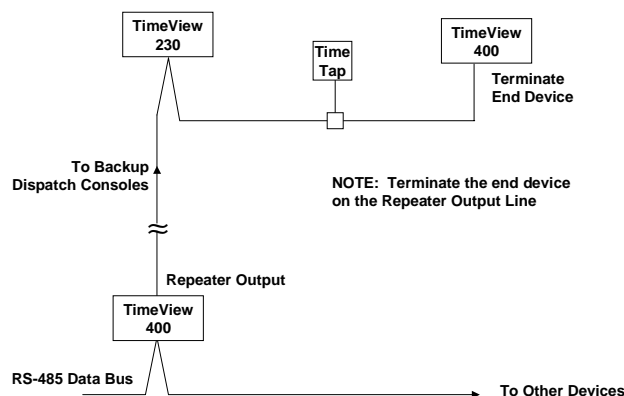 TimeView
230
Time
Tap
TimeView
400
Terminate
End Device
To Backup
Dispatch Consoles
NOTE: Terminate the end device
on the Repeater Output Line
Repeater Output
TimeView
400
RS-485 Data Bus
To Other Devices